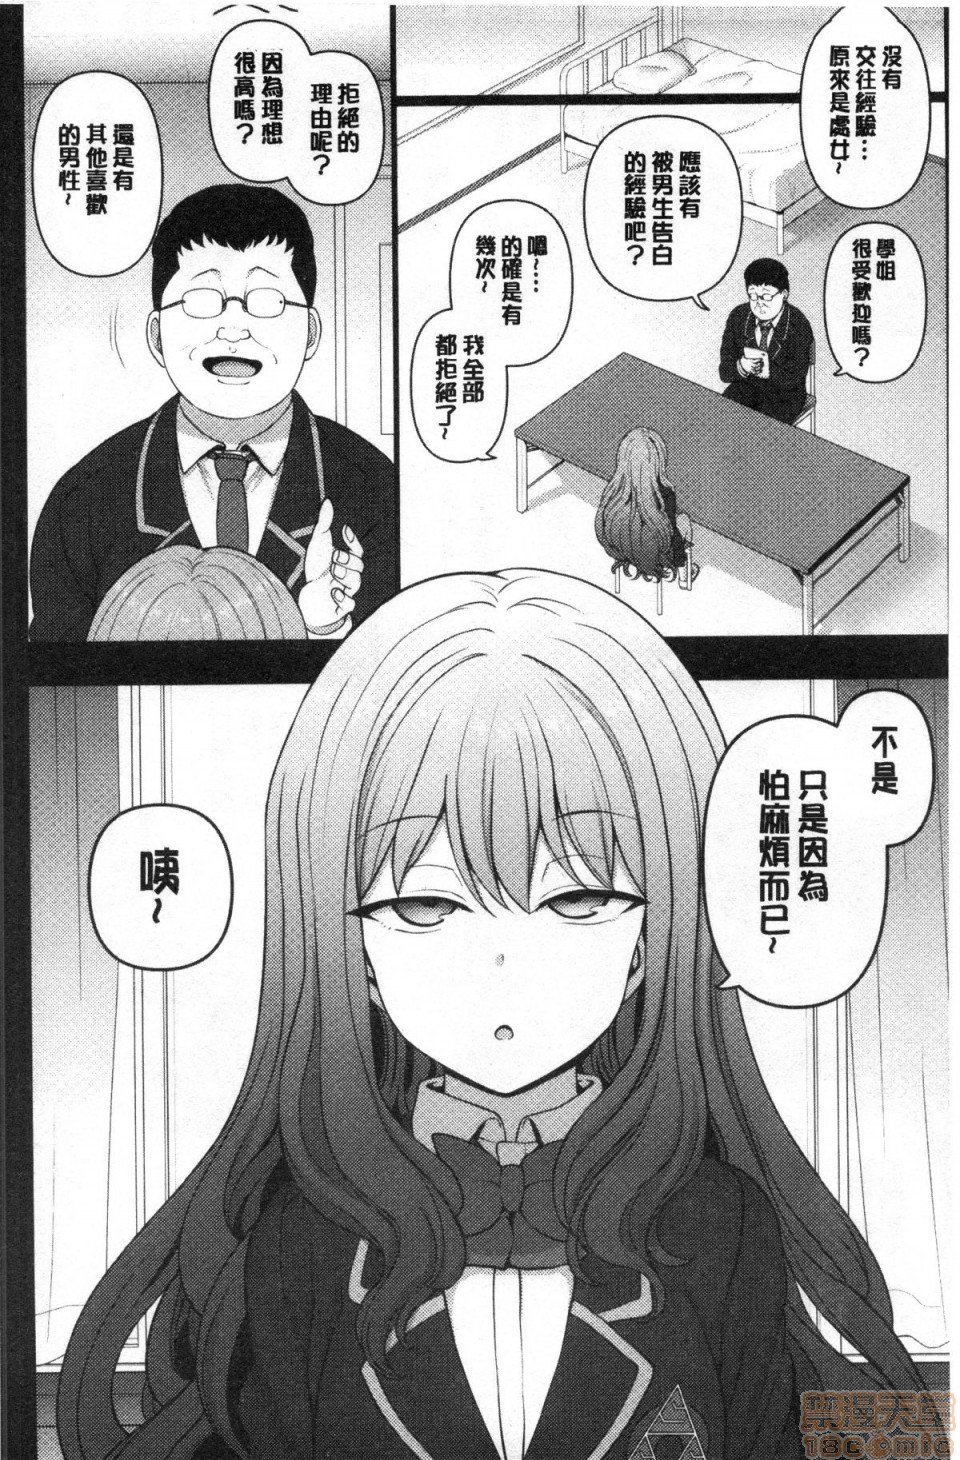 沒有
交往經驗…
原來是處女~
學姐
很受歡迎嗎？
應該有
被男生告白
的經驗吧？
嗯~…
的確是有
幾次~
我全部
都拒絕了~
拒絕的
理由呢？
因為理想
很高嗎？
還是有
其他喜歡
的男性~
不是
只是因為
怕麻煩而已~
咦~
禁漫天堂
18comic